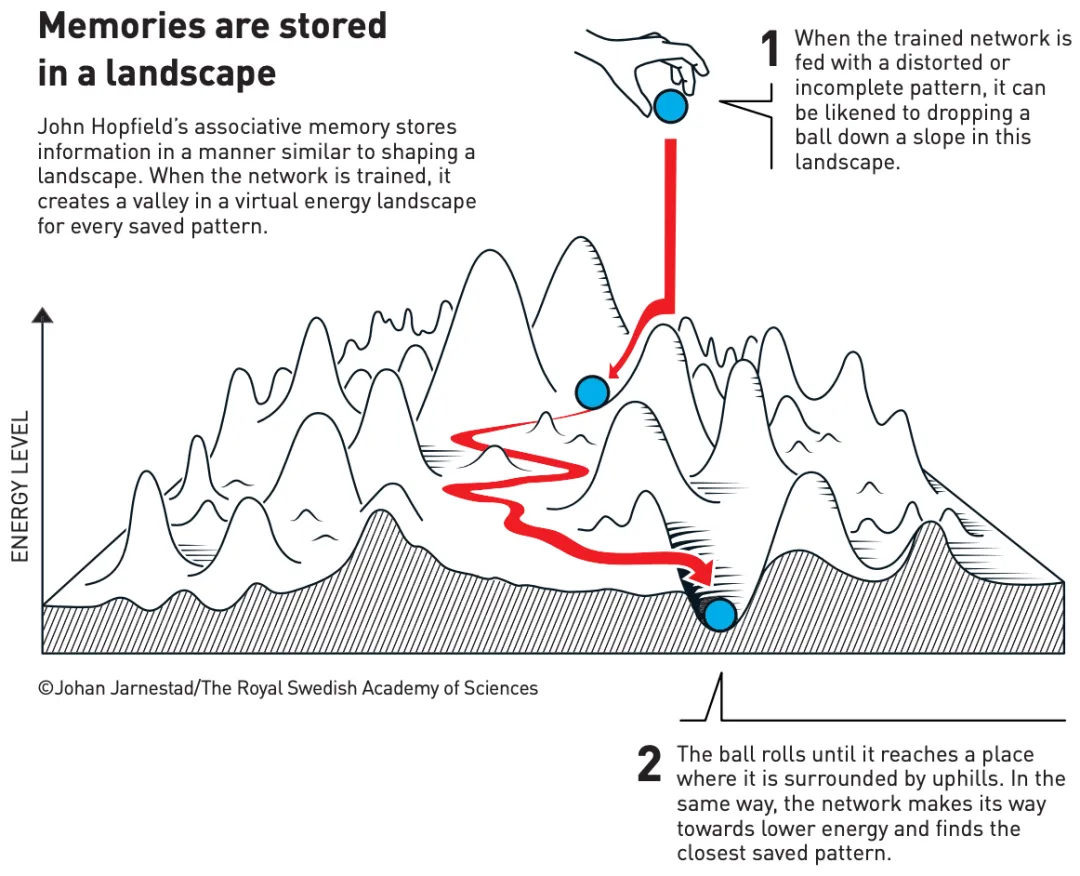 Memories are stored
in a landscape
John Hopfield's associative memory stores
information in a manner similar to shaping a
landscape. When the network is trained, it
creates a valley in a virtual energy landscape
for every saved pattern.
1
When the trained network is
fed with a distorted or
incomplete pattern, it can
be likened to dropping a
ball down a slope in this
landscape.
ENERGY LEVEL
©Johan Jarnestad/The Royal Swedish Academy of Sciences
2
The ball rolls until it reaches a place
where it is surrounded by uphills. In the
same way, the network makes its way
towards lower energy and finds the
closest saved pattern.